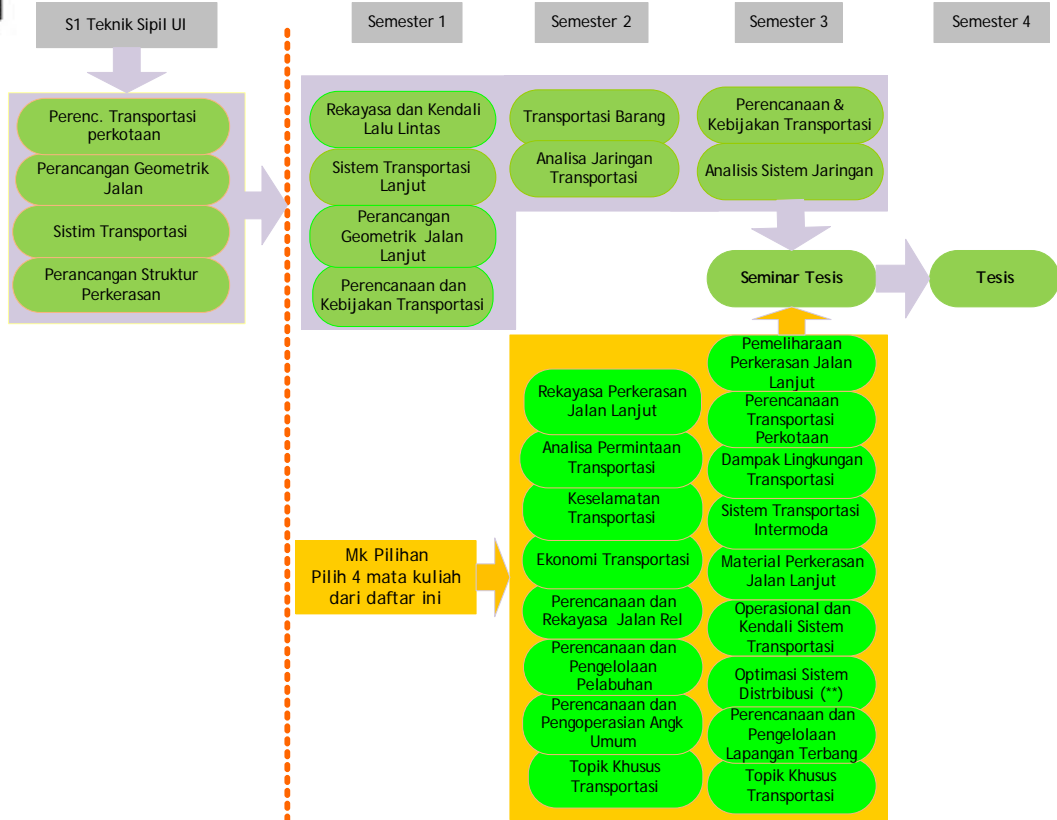 S1 Teknik Sipil UI
Semester 1
Semester 2
Semester 3
Semester 4
Perenc. Transportasi
perkotaan
Perancangan Geometrik
Jalan
Sistim Transportasi
Perancangan Struktur
Perkerasan
Rekayasa dan Kendali
Lalu Lintas
Sistem Transportasi
Lanjut
Perancangan
Geometrik Jalan
Lanjut
Perencanaan dan
Kebijakan Transportasi
Transportasi Barang
Analisa Jaringan
Transportasi
Perencanaan &
Kebijakan Transportasi
Analisis Sistem Jaringan
Seminar Tesis
Tesis
Mk Pilihan
Pilih 4 mata kuliah
dari daftar ini
Rekayasa Perkerasan
Jalan Lanjut
Analisa Permintaan
Transportasi
Keselamatan
Transportasi
Ekonomi Transportasi
Perencanaan dan
Rekayasa Jalan Rel
Perencanaan dan
Pengelolaan
Pelabuhan
Perencanaan dan
Pengoperasian Angk
Umum
Topik Khusus
Transportasi
Pemeliharaan
Perkerasan Jalan
Lanjut
Perencanaan
Transportasi
Perkotaan
Dampak Lingkungan
Transportasi
Sistem Transportasi
Intermoda
Material Perkerasan
Jalan Lanjut
Operasional dan
Kendali Sistem
Transportasi
Optimasi Sistem
Distrbibusi (**)
Perencanaan dan
Pengelolaan
Lapangan Terbang
Topik Khusus
Transportasi